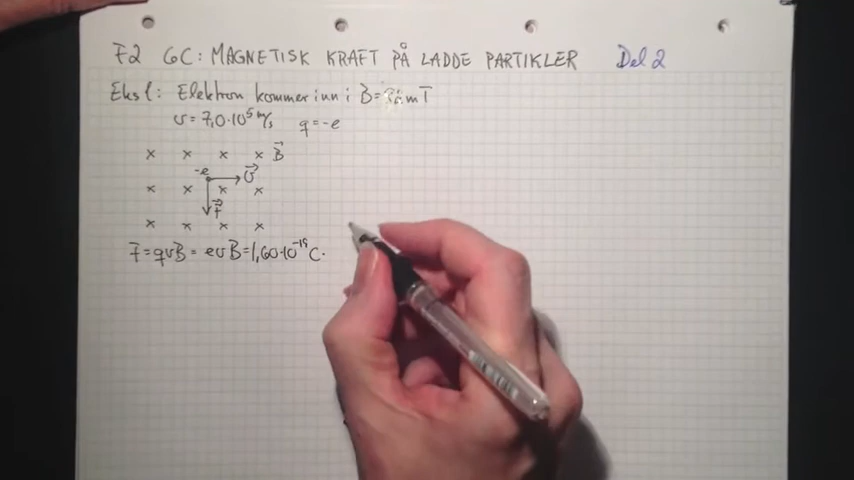 F2 6C: MAGNETISK KRAFT PÅ LADDE PARTIKLER Del 2
Eks 1: Elektron kommer inn i B= mT
v = 7,0·10⁵ m/s q = -e
x x x x B⃗
-e v⃗
x x x x
F⃗
x x x x
F = qvB = evB = 1,60·10⁻¹⁹ C·